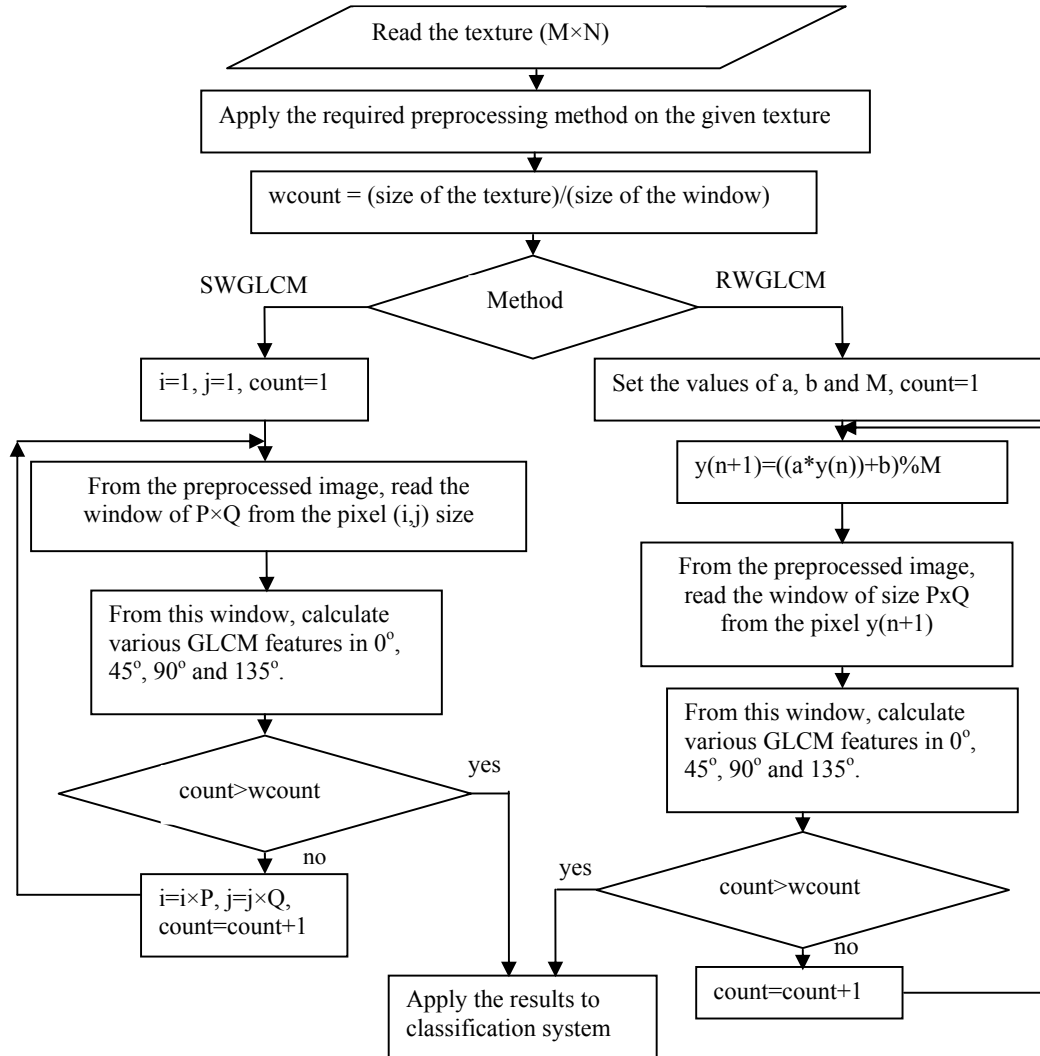 Read the texture (M×N)
Apply the required preprocessing method on the given texture
wcount = (size of the texture)/(size of the window)
SWGLCM
Method
RWGLCM
i=1, j=1, count=1
From the preprocessed image, read the
window of P×Q from the pixel (i,j) size
From this window, calculate
various GLCM features in 0°,
45°, 90° and 135°.
count>wcount
yes
no
i=i×P, j=j×Q,
count=count+1
Set the values of a, b and M, count=1
y(n+1)=((a*y(n))+b)%M
From the preprocessed image,
read the window of size PxQ
from the pixel y(n+1)
From this window, calculate
various GLCM features in 0°,
45°, 90° and 135°.
yes
count>wcount
no
count=count+1
Apply the results to
classification system